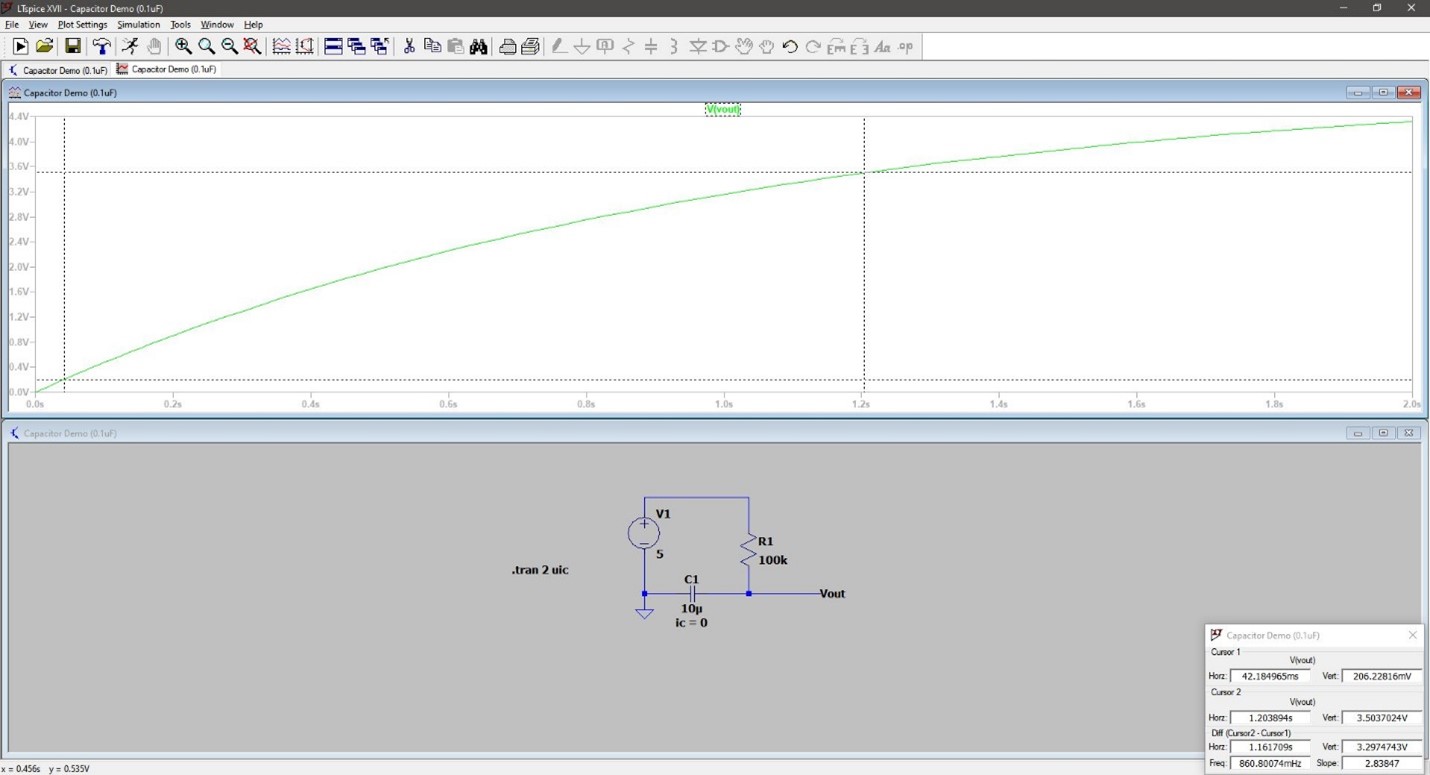 LTspice XVII - Capacitor Demo (0.1uF)
File View Plot Settings Simulation Tools Window Help
Capacitor Demo (0.1uF) Capacitor Demo (0.1uF)
Capacitor Demo (0.1uF)
V(vout)
4.4V
4.0V
3.6V
3.2V
2.8V
2.4V
2.0V
1.6V
1.2V
0.8V
0.4V
0.0V
0.0s 0.2s 0.4s 0.6s 0.8s 1.0s 1.2s 1.4s 1.6s 1.8s 2.0s
Capacitor Demo (0.1uF)
V1
5
R1
100k
.tran 2 uic
C1
10µ
ic = 0
Vout
Capacitor Demo (0.1uF)
Cursor 1
V(vout)
Horz: 42.184965ms Vert: 206.22816mV
Cursor 2
V(vout)
Horz: 1.203894s Vert: 3.5037024V
Diff (Cursor2 - Cursor1)
Horz: 1.161709s Vert: 3.2974743V
Freq: 860.80074mHz Slope: 2.83847
x = 0.456s y = 0.535V